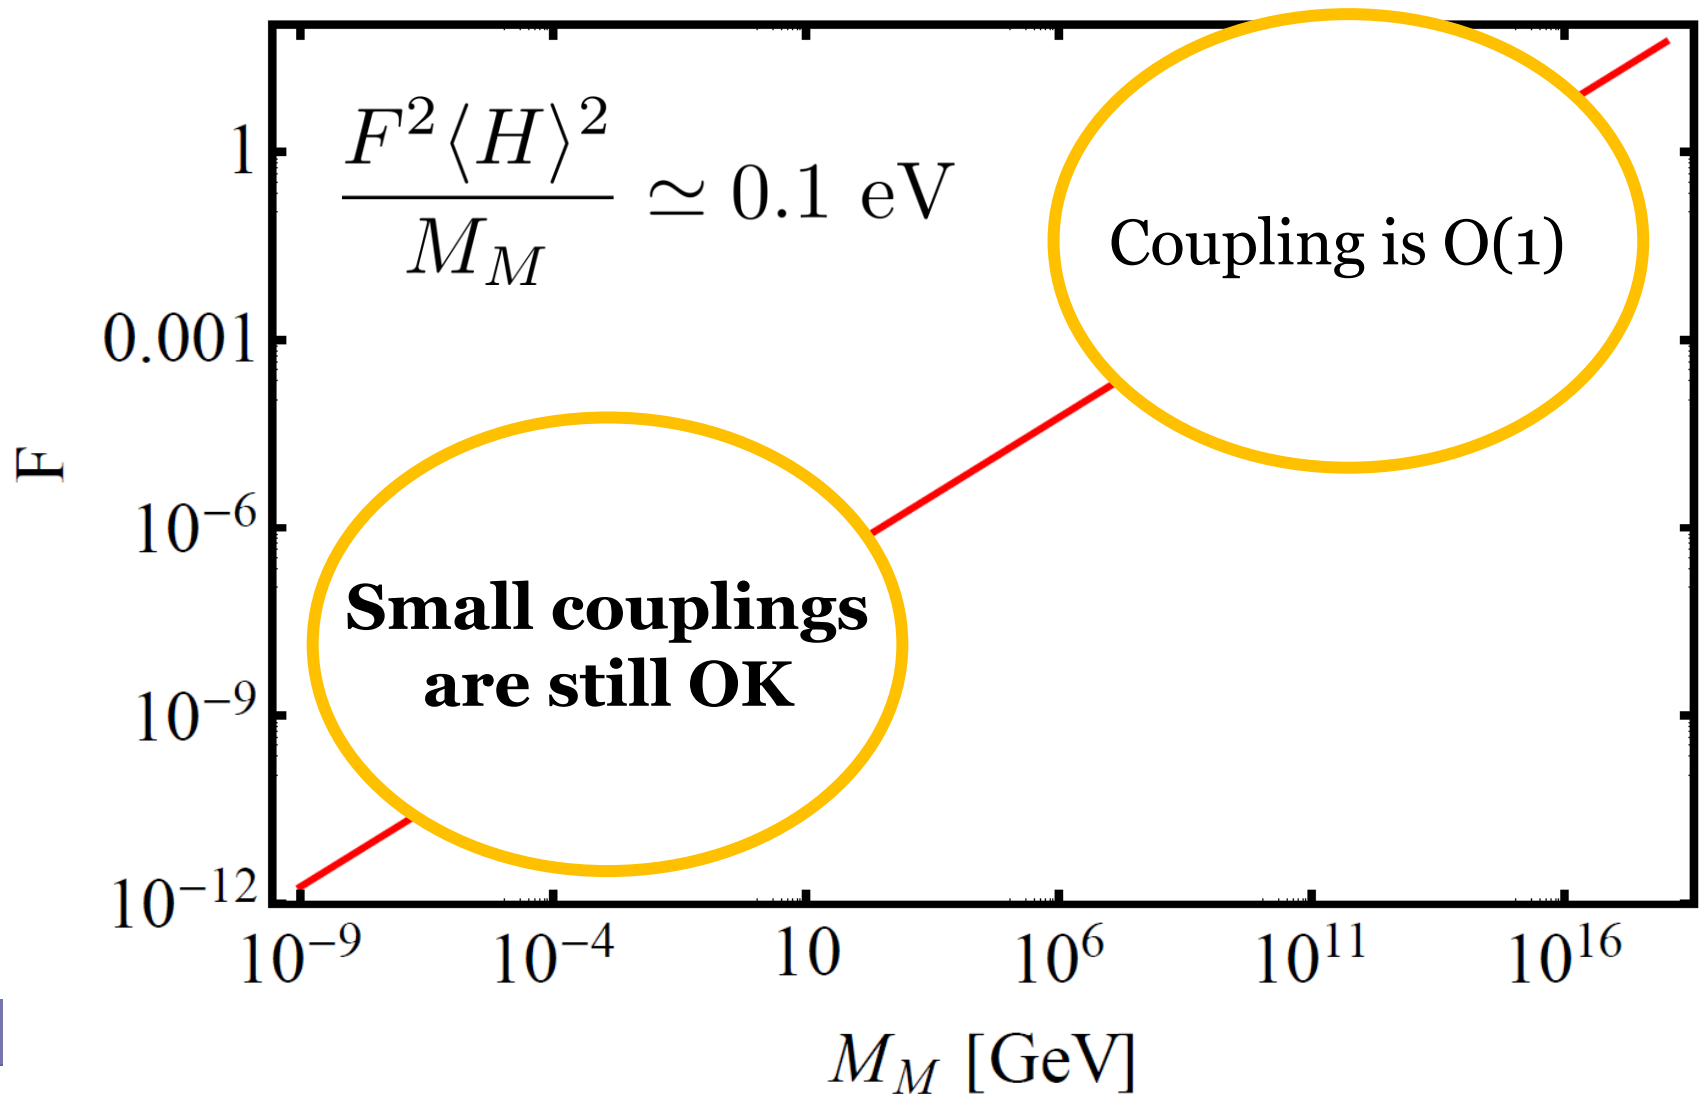 F²⟨H⟩²
M_M
≃ 0.1 eV
Coupling is O(1)
Small couplings
are still OK
F
1
0.001
10⁻⁶
10⁻⁹
10⁻¹²
10⁻⁹ 10⁻⁴ 10 10⁶ 10¹¹ 10¹⁶
M_M [GeV]